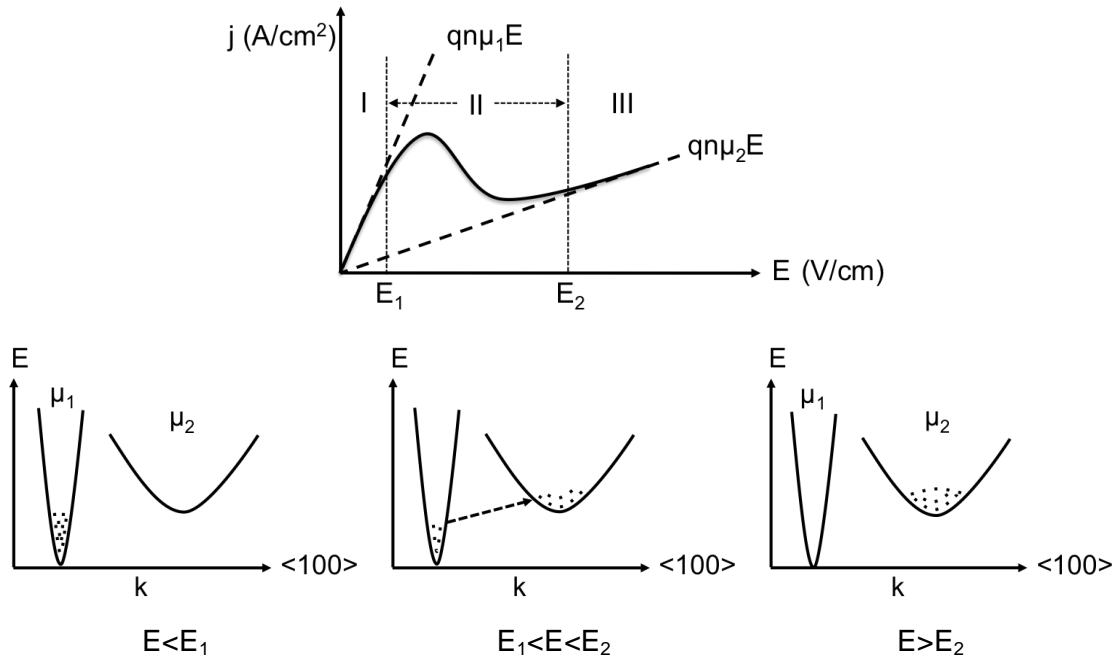 j (A/cm²)
qnμ₁E
I
II
III
qnμ₂E
E (V/cm)
E₁
E₂
E
μ₁
μ₂
k
<100>
E<E₁
E
k
<100>
E₁<E<E₂
E
μ₁
μ₂
k
<100>
E>E₂